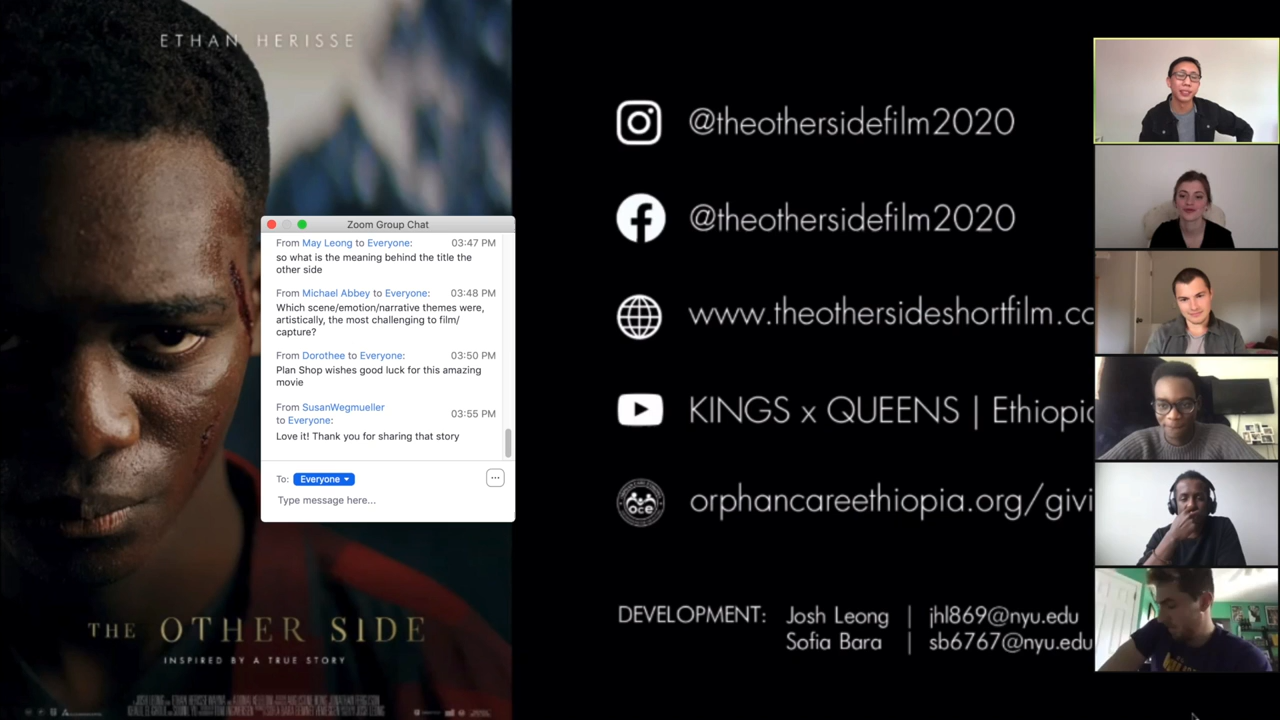 ETHAN HERISSE
@theothersidefilm2020
@theothersidefilm2020
www.theothersideshortfilm.co
KINGS x QUEENS | Ethiopia
orphancareethiopia.org/givi
oce
DEVELOPMENT: Josh Leong | jhl869@nyu.edu
Sofia Bara | sb6767@nyu.edu
Zoom Group Chat
From May Leong to Everyone: 03:47 PM
so what is the meaning behind the title the
other side
From Michael Abbey to Everyone: 03:48 PM
Which scene/emotion/narrative themes were,
artistically, the most challenging to film/
capture?
From Dorothee to Everyone: 03:50 PM
Plan Shop wishes good luck for this amazing
movie
From SusanWegmueller
to Everyone: 03:55 PM
Love it! Thank you for sharing that story
To: Everyone
Type message here...
THE OTHER SIDE
INSPIRED BY A TRUE STORY